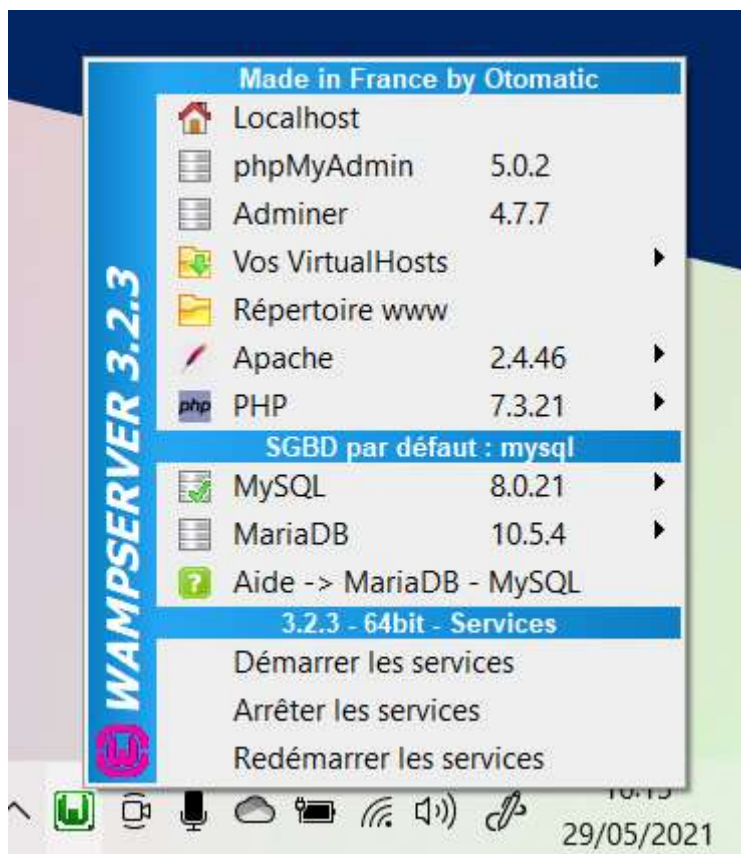 Made in France by Otomatic
Localhost
phpMyAdmin 5.0.2
Adminer 4.7.7
Vos VirtualHosts
Répertoire www
Apache 2.4.46
php PHP 7.3.21
SGBD par défaut : mysql
MySQL 8.0.21
MariaDB 10.5.4
? Aide -> MariaDB - MySQL
3.2.3 - 64bit - Services
Démarrer les services
Arrêter les services
Redémarrer les services
WAMPSERVER 3.2.3
29/05/2021